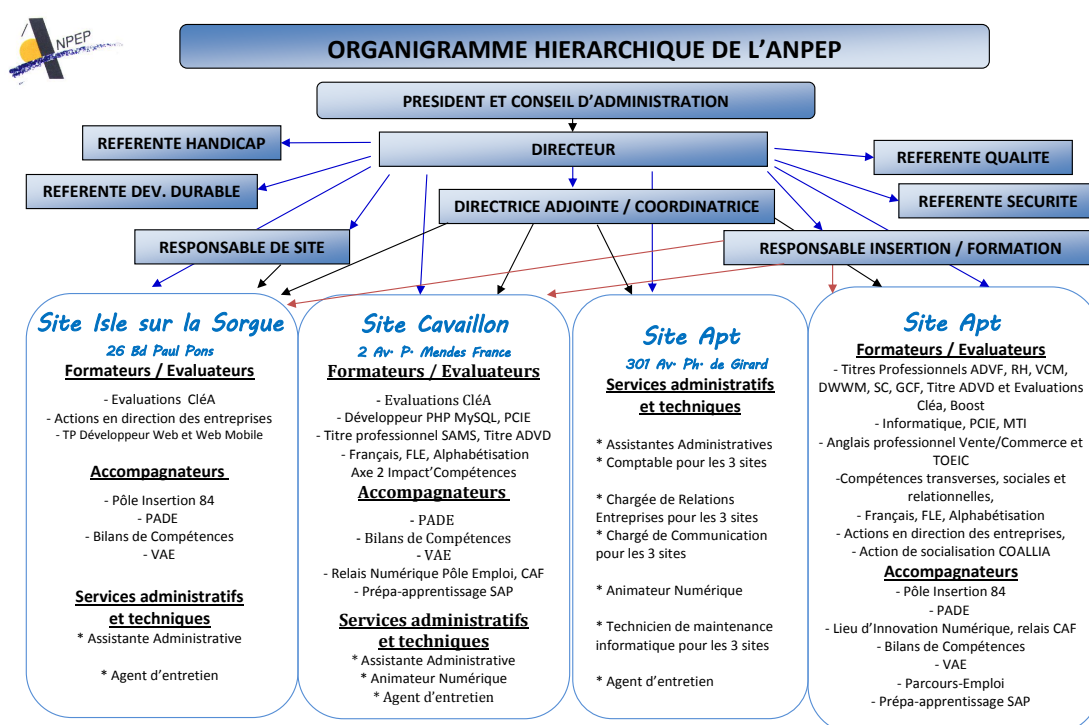 NPEP
ORGANIGRAMME HIERARCHIQUE DE L'ANPEP
PRESIDENT ET CONSEIL D'ADMINISTRATION
REFERENTE HANDICAP
DIRECTEUR
REFERENTE QUALITE
REFERENTE DEV. DURABLE
DIRECTRICE ADJOINTE / COORDINATRICE
REFERENTE SECURITE
RESPONSABLE DE SITE
RESPONSABLE INSERTION / FORMATION
Site Isle sur la Sorgue
26 Bd Paul Pons
Formateurs / Evaluateurs
- Evaluations CléA
- Actions en direction des entreprises
- TP Développeur Web et Web Mobile
Accompagnateurs
- Pôle Insertion 84
- PADE
- Bilans de Compétences
- VAE
Services administratifs
et techniques
* Assistante Administrative
* Agent d'entretien
Site Cavaillon
2 Av. P. Mendes France
Formateurs / Evaluateurs
- Evaluations CléA
- Développeur PHP MySQL, PCIE
- Titre professionnel SAMS, Titre ADVD
- Français, FLE, Alphabétisation
Axe 2 Impact'Compétences
Accompagnateurs
- PADE
- Bilans de Compétences
- VAE
- Relais Numérique Pôle Emploi, CAF
- Prépa-apprentissage SAP
Services administratifs
et techniques
* Assistante Administrative
* Animateur Numérique
* Agent d'entretien
Site Apt
301 Av. Ph. de Girard
Services administratifs
et techniques
* Assistantes Administratives
* Comptable pour les 3 sites
* Chargée de Relations
Entreprises pour les 3 sites
* Chargé de Communication
pour les 3 sites
* Animateur Numérique
* Technicien de maintenance
informatique pour les 3 sites
* Agent d'entretien
Site Apt
Formateurs / Evaluateurs
- Titres Professionnels ADVF, RH, VCM,
DWWM, SC, GCF, Titre ADVD et Evaluations
Cléa, Boost
- Informatique, PCIE, MTI
- Anglais professionnel Vente/Commerce et
TOEIC
-Compétences transverses, sociales et
relationnelles,
- Français, FLE, Alphabétisation
- Actions en direction des entreprises,
- Action de socialisation COALLIA
Accompagnateurs
- Pôle Insertion 84
- PADE
- Lieu d'Innovation Numérique, relais CAF
- Bilans de Compétences
- VAE
- Parcours-Emploi
- Prépa-apprentissage SAP